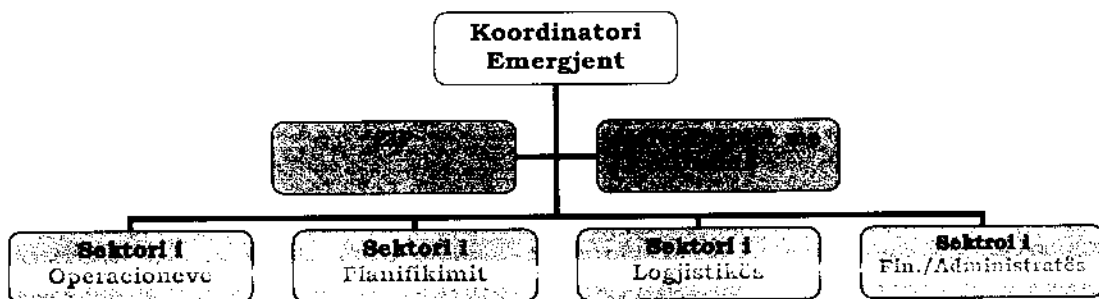 Koordinatori
Emergjent
Sektori i
Operacioneve
Sektori i
Planifikimit
Sektori i
Logjistikës
Sektroi i
Fin./Administratës